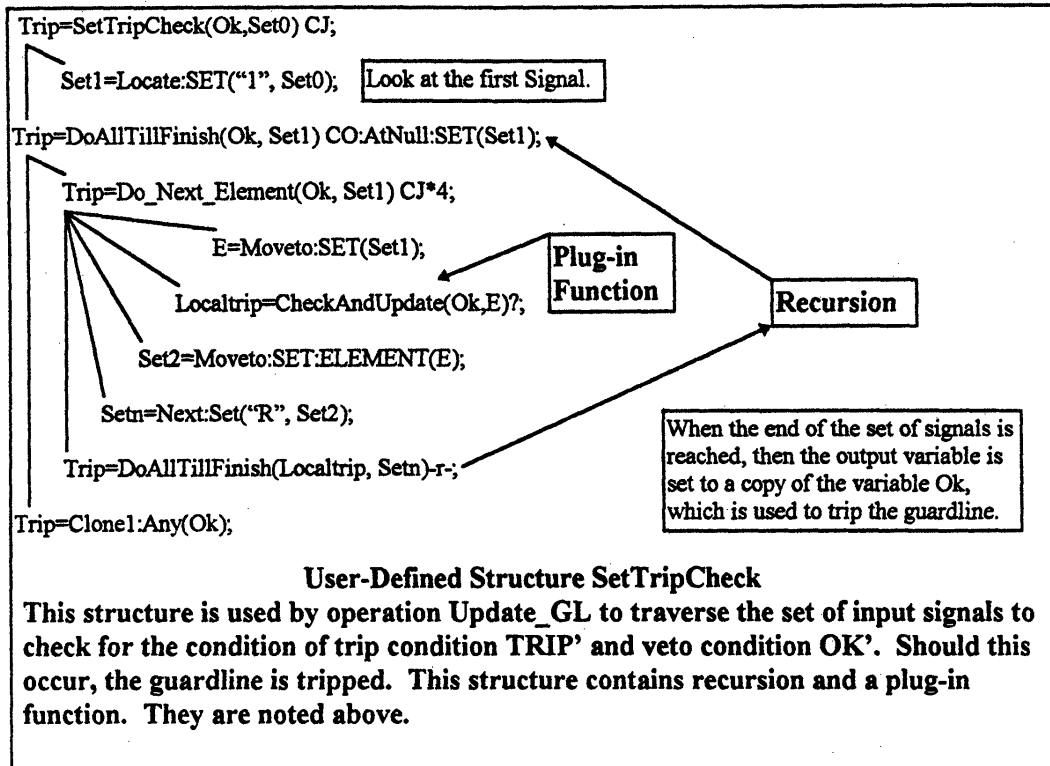 Trip=SetTripCheck(Ok,Set0) CJ;
Set1=Locate:SET(“1”, Set0);
Look at the first Signal.
Trip=DoAllTillFinish(Ok, Set1) CO:AtNull:SET(Set1);
Trip=Do_Next_Element(Ok, Set1) CJ*4;
E=Moveto:SET(Set1);
Plug-in
Function
Localtrip=CheckAndUpdate(Ok,E)?;
Recursion
Set2=Moveto:SET:ELEMENT(E);
Setn=Next:Set(“R”, Set2);
Trip=DoAllTillFinish(Localtrip, Setn)-r-;
When the end of the set of signals is
reached, then the output variable is
set to a copy of the variable Ok,
which is used to trip the guardline.
Trip=Clone1:Any(Ok);
User-Defined Structure SetTripCheck
This structure is used by operation Update_GL to traverse the set of input signals to
check for the condition of trip condition TRIP’ and veto condition OK’. Should this
occur, the guardline is tripped. This structure contains recursion and a plug-in
function. They are noted above.